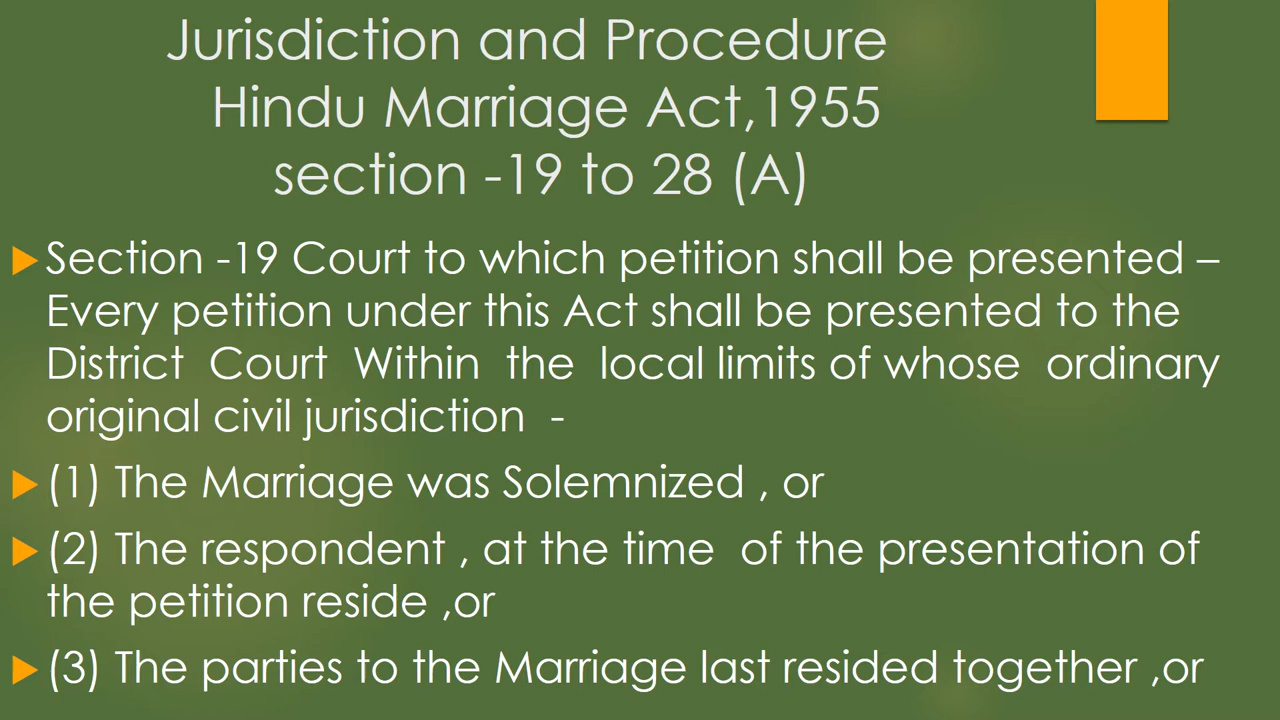 Jurisdiction and Procedure
Hindu Marriage Act,1955
section -19 to 28 (A)
Section -19 Court to which petition shall be presented –
Every petition under this Act shall be presented to the
District Court Within the local limits of whose ordinary
original civil jurisdiction -
(1) The Marriage was Solemnized , or
(2) The respondent , at the time of the presentation of
the petition reside ,or
(3) The parties to the Marriage last resided together ,or